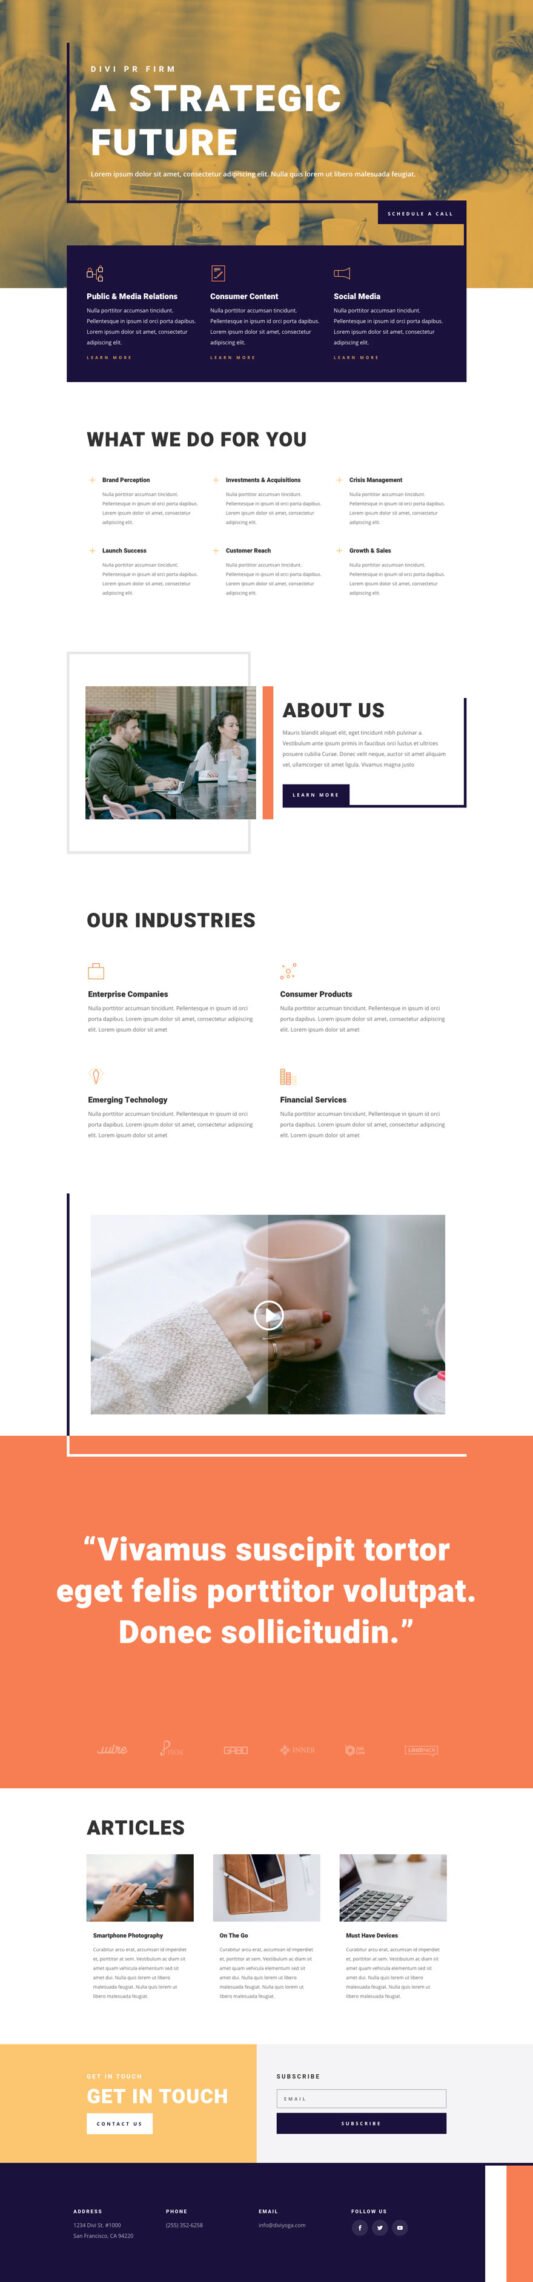 DIVI PR FIRM
A STRATEGIC
FUTURE
Lorem ipsum dolor sit amet, consectetur adipiscing elit. Nulla quis lorem ut libero malesuada feugiat.
SCHEDULE A CALL
Public & Media Relations
Nulla porttitor accumsan tincidunt.
Pellentesque in ipsum id orci porta dapibus.
Lorem ipsum dolor sit amet, consectetur
adipiscing elit.
LEARN MORE
Consumer Content
Nulla porttitor accumsan tincidunt.
Pellentesque in ipsum id orci porta dapibus.
Lorem ipsum dolor sit amet, consectetur
adipiscing elit.
LEARN MORE
Social Media
Nulla porttitor accumsan tincidunt.
Pellentesque in ipsum id orci porta dapibus.
Lorem ipsum dolor sit amet, consectetur
adipiscing elit.
LEARN MORE
WHAT WE DO FOR YOU
Brand Perception
Nulla porttitor accumsan tincidunt.
Pellentesque in ipsum id orci porta dapibus.
Lorem ipsum dolor sit amet, consectetur
adipiscing elit.
Investments & Acquisitions
Nulla porttitor accumsan tincidunt.
Pellentesque in ipsum id orci porta dapibus.
Lorem ipsum dolor sit amet, consectetur
adipiscing elit.
Crisis Management
Nulla porttitor accumsan tincidunt.
Pellentesque in ipsum id orci porta dapibus.
Lorem ipsum dolor sit amet, consectetur
adipiscing elit.
Launch Success
Nulla porttitor accumsan tincidunt.
Pellentesque in ipsum id orci porta dapibus.
Lorem ipsum dolor sit amet, consectetur
adipiscing elit.
Customer Reach
Nulla porttitor accumsan tincidunt.
Pellentesque in ipsum id orci porta dapibus.
Lorem ipsum dolor sit amet, consectetur
adipiscing elit.
Growth & Sales
Nulla porttitor accumsan tincidunt.
Pellentesque in ipsum id orci porta dapibus.
Lorem ipsum dolor sit amet, consectetur
adipiscing elit.
ABOUT US
Mauris blandit aliquet elit, eget tincidunt nibh pulvinar a.
Vestibulum ante ipsum primis in faucibus orci luctus et ultrices
posuere cubilia Curae. Donec velit neque, auctor sit amet aliquam
vel, ullamcorper sit amet ligula. Vivamus magna justo
LEARN MORE
OUR INDUSTRIES
Enterprise Companies
Nulla porttitor accumsan tincidunt. Pellentesque in ipsum id orci
porta dapibus. Lorem ipsum dolor sit amet, consectetur adipiscing
elit. Lorem ipsum dolor sit amet
Consumer Products
Nulla porttitor accumsan tincidunt. Pellentesque in ipsum id orci
porta dapibus. Lorem ipsum dolor sit amet, consectetur adipiscing
elit. Lorem ipsum dolor sit amet
Emerging Technology
Nulla porttitor accumsan tincidunt. Pellentesque in ipsum id orci
porta dapibus. Lorem ipsum dolor sit amet, consectetur adipiscing
elit. Lorem ipsum dolor sit amet
Financial Services
Nulla porttitor accumsan tincidunt. Pellentesque in ipsum id orci
porta dapibus. Lorem ipsum dolor sit amet, consectetur adipiscing
elit. Lorem ipsum dolor sit amet
“Vivamus suscipit tortor
eget felis porttitor volutpat.
Donec sollicitudin.”
INNER
ARTICLES
Smartphone Photography
Curabitur arcu erat, accumsan id imperdiet
et, porttitor at sem. Vestibulum ac diam sit
amet quam vehicula elementum sed sit
amet dui. Nulla quis lorem ut libero
malesuada feugiat.
On The Go
Curabitur arcu erat, accumsan id imperdiet
et, porttitor at sem. Vestibulum ac diam sit
amet quam vehicula elementum sed sit
amet dui. Nulla quis lorem ut libero
malesuada feugiat. Nulla quis lorem ut
libero malesuada feugiat.
Must Have Devices
Curabitur arcu erat, accumsan id imperdiet
et, porttitor at sem. Vestibulum ac diam sit
amet quam vehicula elementum sed sit
amet dui. Nulla quis lorem ut libero
malesuada feugiat. Nulla quis lorem ut
libero malesuada feugiat.
GET IN TOUCH
GET IN TOUCH
CONTACT US
SUBSCRIBE
EMAIL
SUBSCRIBE
ADDRESS
1234 Divi St. #1000
San Francisco, CA 94220
PHONE
(255) 352-6258
EMAIL
info@diviyoga.com
FOLLOW US